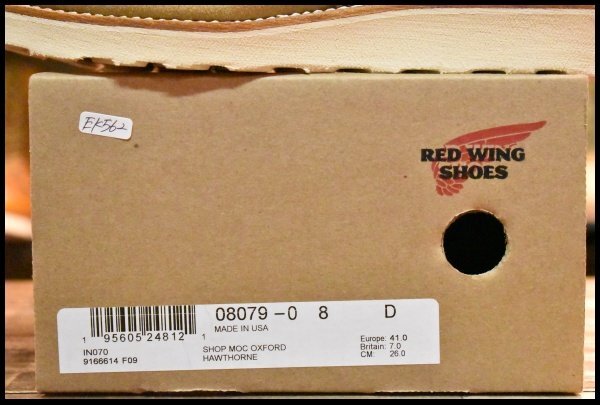 EK562
RED WING
SHOES
08079-0 8 D
MADE IN USA
1 95605 24812 1
SHOP MOC OXFORD
HAWTHORNE
IN070
9166614 F09
Europe: 41.0
Britain: 7.0
CM: 26.0